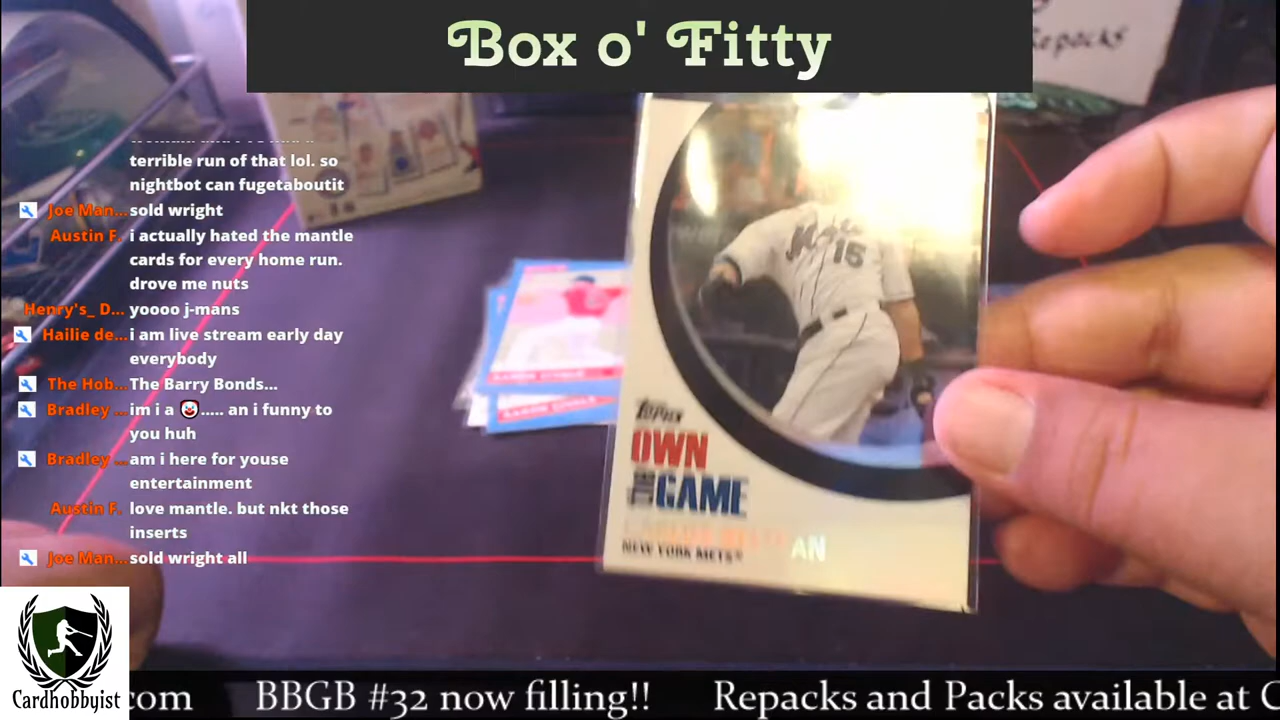 Box o' Fitty
Repacks
terrible run of that lol. so
nightbot can fugetaboutit
Joe Man... sold wright
Austin F. i actually hated the mantle
cards for every home run.
drove me nuts
Henry's_ D... yoooo j-mans
Hailie de... i am live stream early day
everybody
The Hob... The Barry Bonds...
Bradley ... im i a 🤡..... an i funny to
you huh
Bradley ... am i here for youse
entertainment
Austin F. love mantle. but nkt those
inserts
Joe Man... sold wright all
Mets
15
Topps
OWN
THE GAME
NEW YORK METS
Cardhobbyist
.com BBGB #32 now filling!! Repacks and Packs available at C